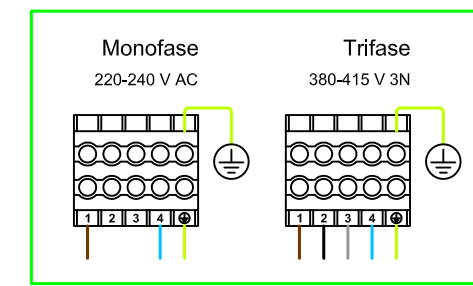 Monofase
220-240 V AC
1 2 3 4
Trifase
380-415 V 3N
1 2 3 4